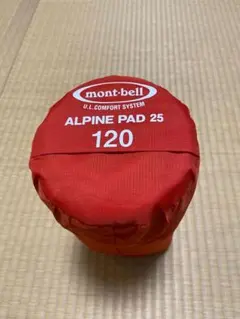 mont·bell
U.L. COMFORT SYSTEM
ALPINE PAD 25
120